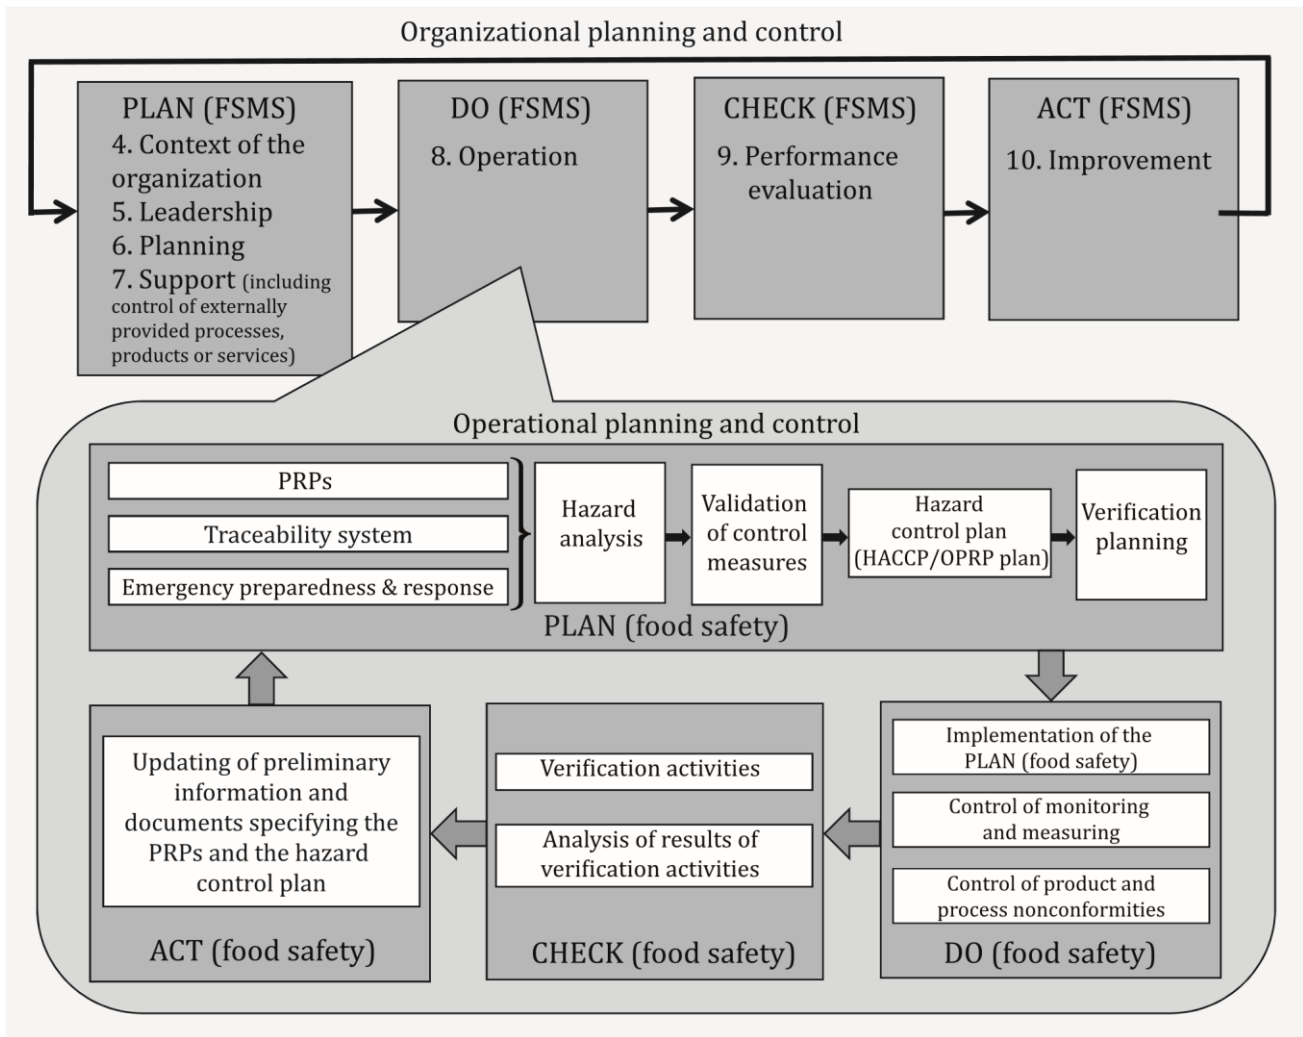 Organizational planning and control
PLAN (FSMS)
4. Context of the
organization
5. Leadership
6. Planning
7. Support (including
control of externally
provided processes,
products or services)
DO (FSMS)
8. Operation
CHECK (FSMS)
9. Performance
evaluation
ACT (FSMS)
10. Improvement
Operational planning and control
PRPs
Traceability system
Emergency preparedness & response
Hazard
analysis
Validation
of control
measures
Hazard
control plan
(HACCP/OPRP plan)
Verification
planning
PLAN (food safety)
Updating of preliminary
information and
documents specifying the
PRPs and the hazard
control plan
ACT (food safety)
Verification activities
Analysis of results of
verification activities
CHECK (food safety)
Implementation of the
PLAN (food safety)
Control of monitoring
and measuring
Control of product and
process nonconformities
DO (food safety)